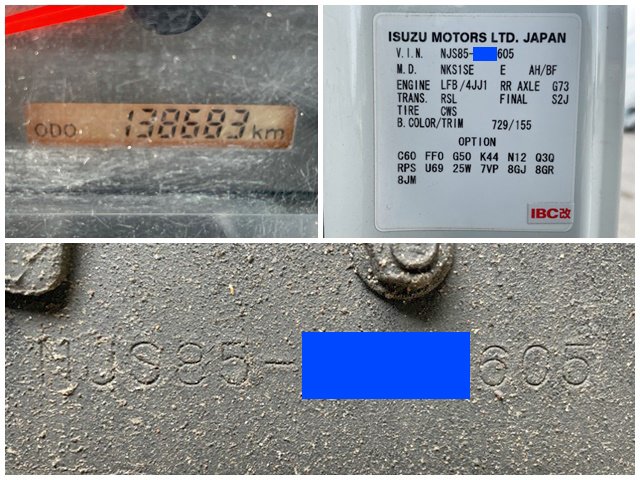 ODO 138683 km
ISUZU MOTORS LTD. JAPAN
V.I.N. NJS85- 605
M.D. NKS1SE E AH/BF
ENGINE LFB/4JJ1 RR AXLE G73
TRANS. RSL FINAL S2J
TIRE CWS
B.COLOR/TRIM 729/155
OPTION
C60 FF0 G50 K44 N12 Q3Q
RPS U69 25W 7VP 8GJ 8GR
8JM
IBC改
NJS85- 605